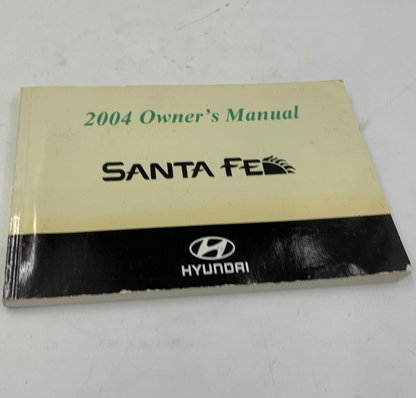 2004 Owner's Manual
SANTA FE
HYUNDAI